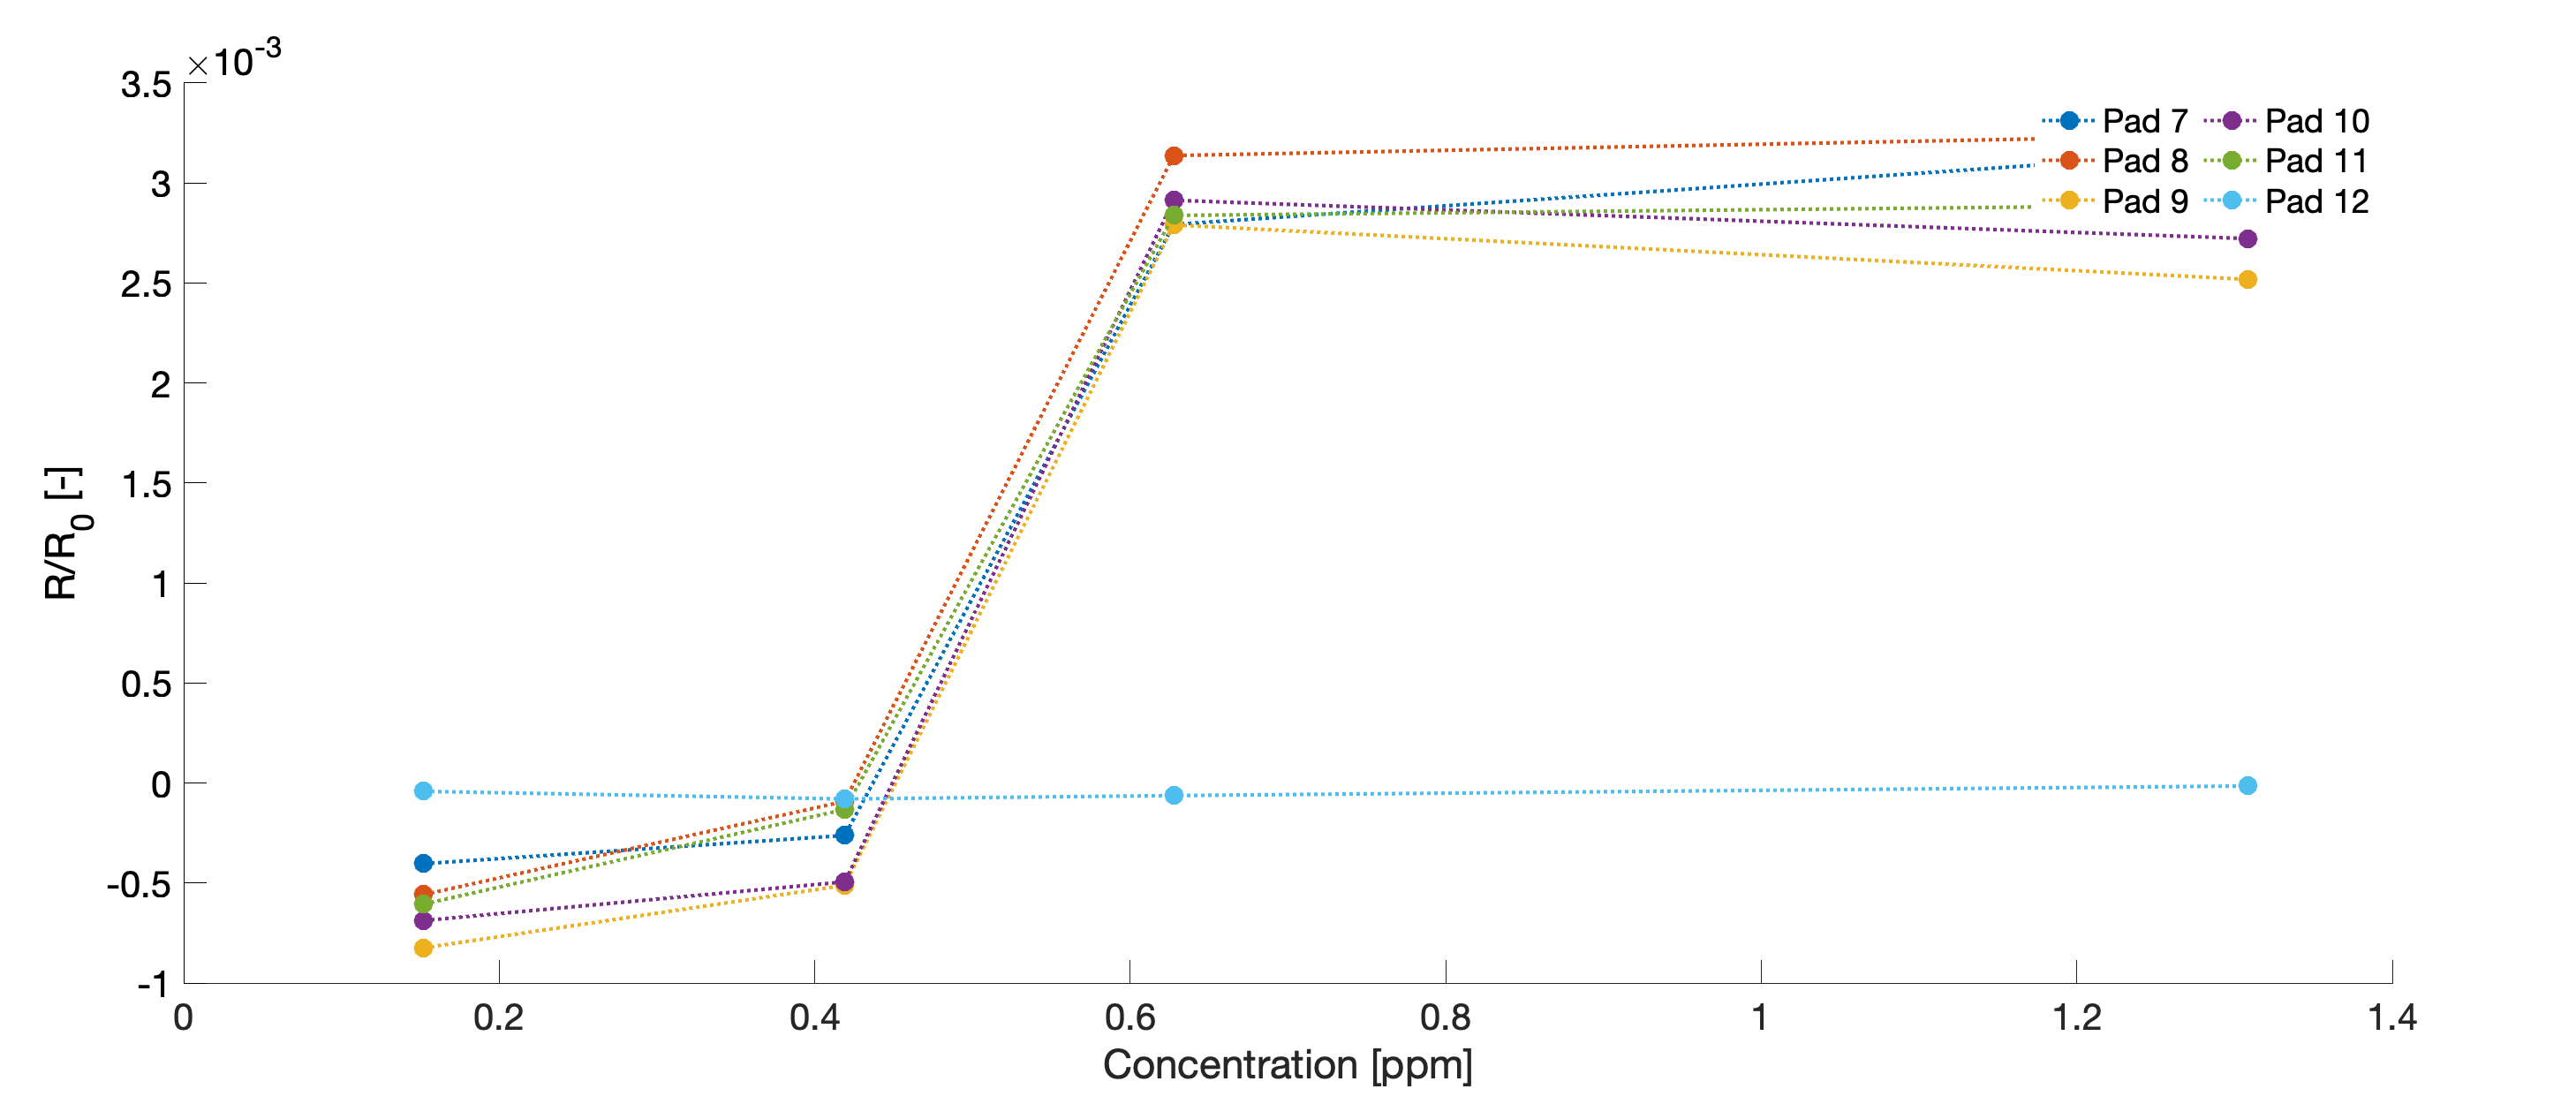 ×10⁻³
3.5
3
2.5
2
1.5
1
0.5
0
-0.5
-1
R/R₀ [-]
0 0.2 0.4 0.6 0.8 1 1.2 1.4
Concentration [ppm]
Pad 7 Pad 10
Pad 8 Pad 11
Pad 9 Pad 12